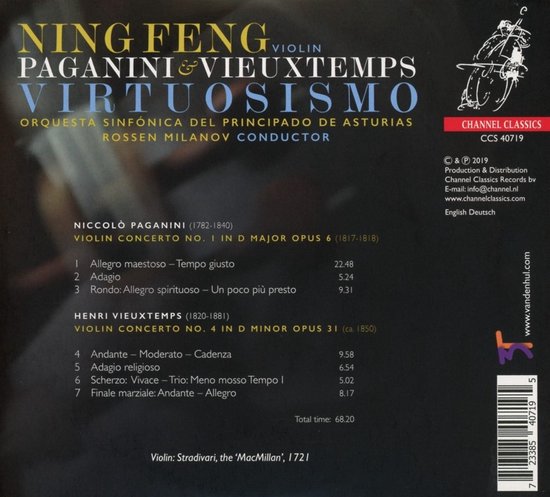 NING FENG VIOLIN
PAGANINI & VIEUXTEMPS
VIRTUOSISMO
ORQUESTA SINFÓNICA DEL PRINCIPADO DE ASTURIAS
ROSSEN MILANOV CONDUCTOR
CHANNEL CLASSICS
CCS 40719
© & ℗ 2019
Production & Distribution
Channel Classics Records bv
E-mail: info@channel.nl
www.channelclassics.com
English Deutsch
NICCOLÒ PAGANINI (1782-1840)
VIOLIN CONCERTO NO. 1 IN D MAJOR OPUS 6 (1817-1818)
1 Allegro maestoso – Tempo giusto 22.48
2 Adagio 5.24
3 Rondo: Allegro spirituoso – Un poco più presto 9.31
HENRI VIEUXTEMPS (1820-1881)
VIOLIN CONCERTO NO. 4 IN D MINOR OPUS 31 (ca. 1850)
4 Andante – Moderato – Cadenza 9.58
5 Adagio religioso 6.54
6 Scherzo: Vivace – Trio: Meno mosso Tempo I 5.02
7 Finale marziale: Andante – Allegro 8.17
Total time: 68.20
Violin: Stradivari, the 'MacMillan', 1721
www.vandenhul.com
7 23385 40719 5